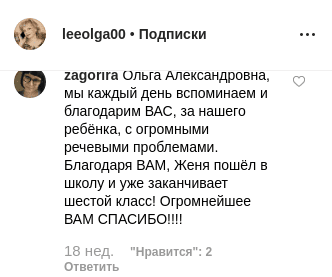 leeolga00 • Подписки
zagorira Ольга Александровна,
мы каждый день вспоминаем и
благодарим ВАС, за нашего
ребёнка, с огромными
речевыми проблемами.
Благодаря ВАМ, Женя пошёл в
школу и уже заканчивает
шестой класс! Огромнейшее
ВАМ СПАСИБО!!!!
18 нед. "Нравится": 2
Ответить